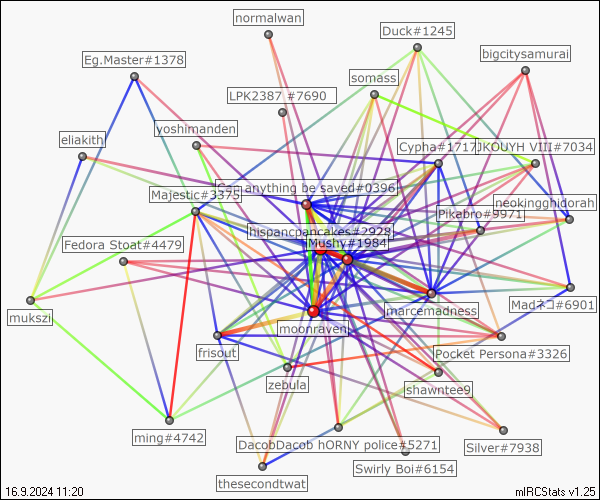 normalwan
Duck#1245
Eg.Master#1378
bigcitysamurai
somass
LPK2387 #7690
yoshimanden
eliakith
Cypha#1717
JKOUYH VIII#7034
Majestic#3375
Can anything be saved#0396
neokingghidorah
Pikabro#9971
hispancpancakes#2928
Fedora Stoat#4479
Mushy#1984
Madネコ#6901
mukszi
marcemadness
moonraven
frisout
Pocket Persona#3326
zebula
shawntee9
ming#4742
DacobDacob hORNY police#5271
Silver#7938
Swirly Boi#6154
thesecondtwat
16.9.2024 11:20
mIRCStats v1.25